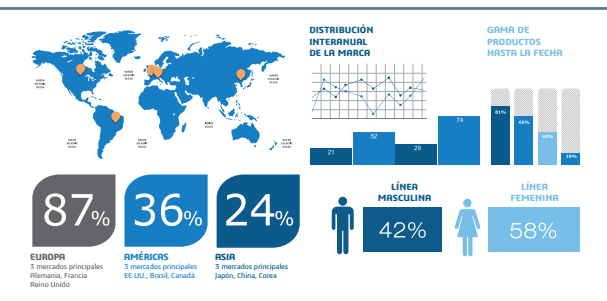 DISTRIBUCIÓN
INTERANUAL
DE LA MARCA
GAMA DE
PRODUCTOS
HASTA LA FECHA
21
52
29
74
81%
65%
43%
19%
87%
36%
24%
EUROPA
3 mercados principales
Alemania, Francia
Reino Unido
AMÉRICAS
3 mercados principales
EE.UU., Brasil, Canadá
ASIA
3 mercados principales
Japón, China, Corea
LÍNEA
MASCULINA
42%
LÍNEA
FEMENINA
58%